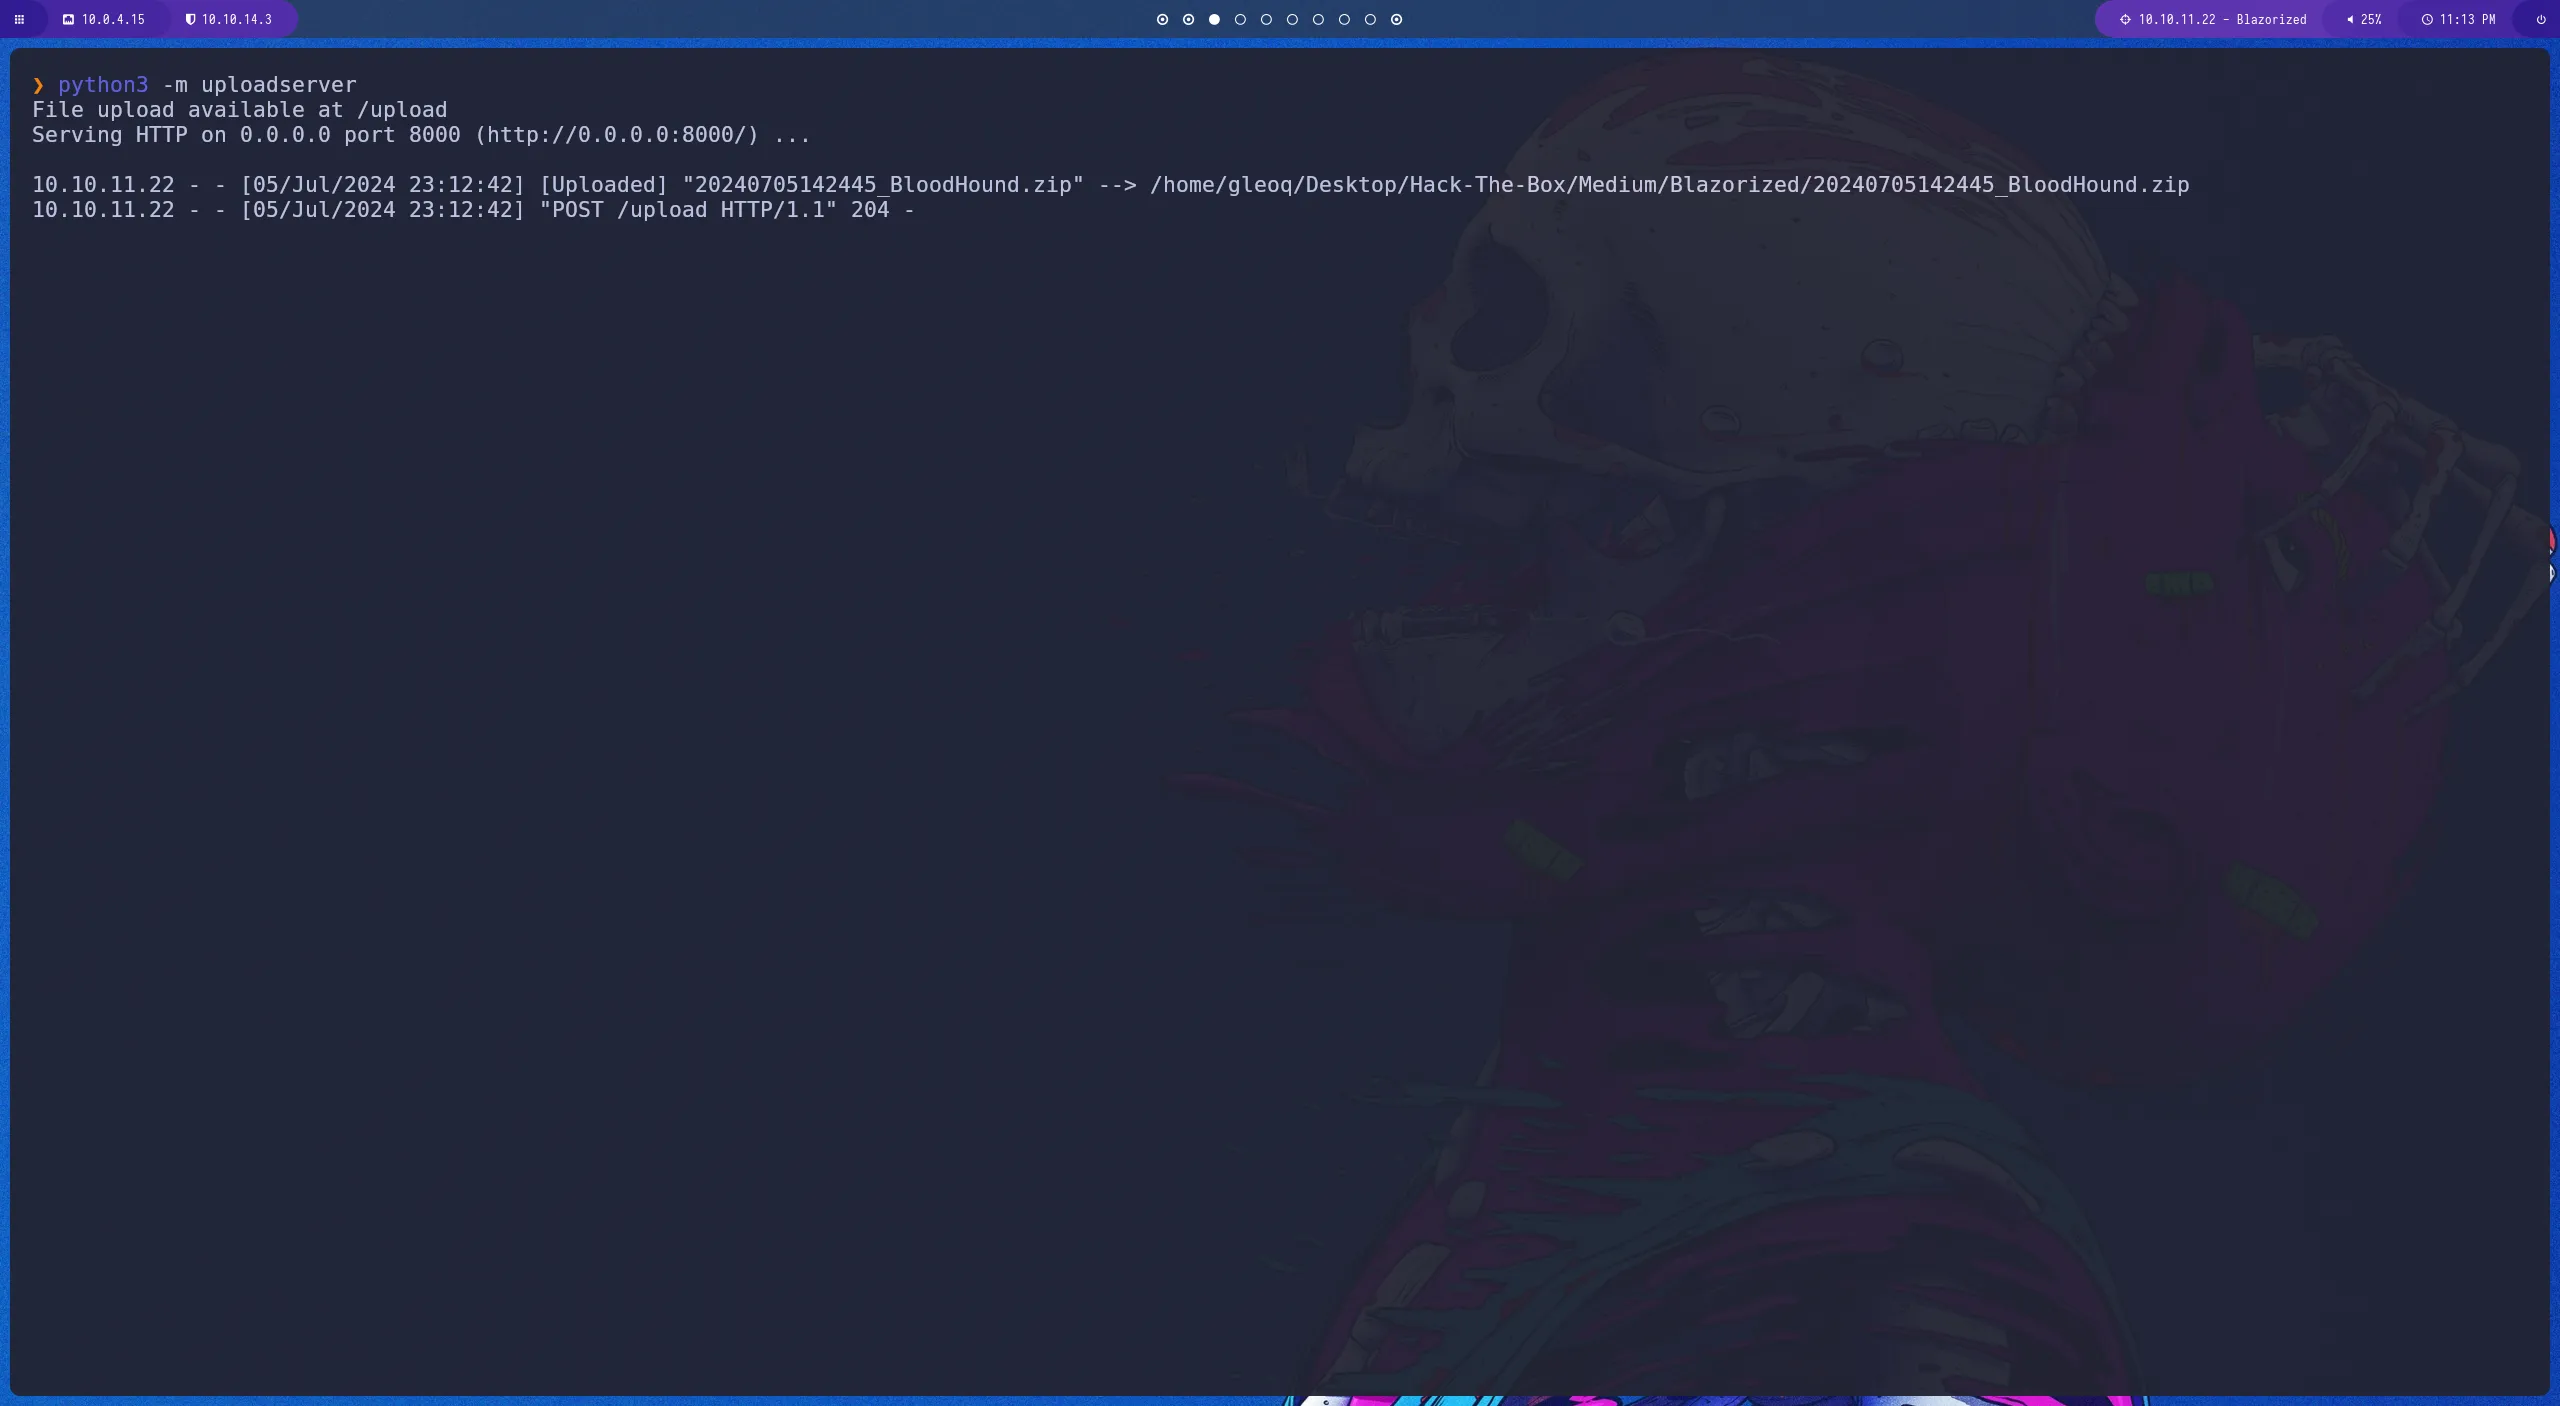 10.0.4.15 10.10.14.3 10.10.11.22 - Blazorized 25% 11:13 PM
❯ python3 -m uploadserver
File upload available at /upload
Serving HTTP on 0.0.0.0 port 8000 (http://0.0.0.0:8000/) ...
10.10.11.22 - - [05/Jul/2024 23:12:42] [Uploaded] "20240705142445_BloodHound.zip" --> /home/gleoq/Desktop/Hack-The-Box/Medium/Blazorized/20240705142445_BloodHound.zip
10.10.11.22 - - [05/Jul/2024 23:12:42] "POST /upload HTTP/1.1" 204 -